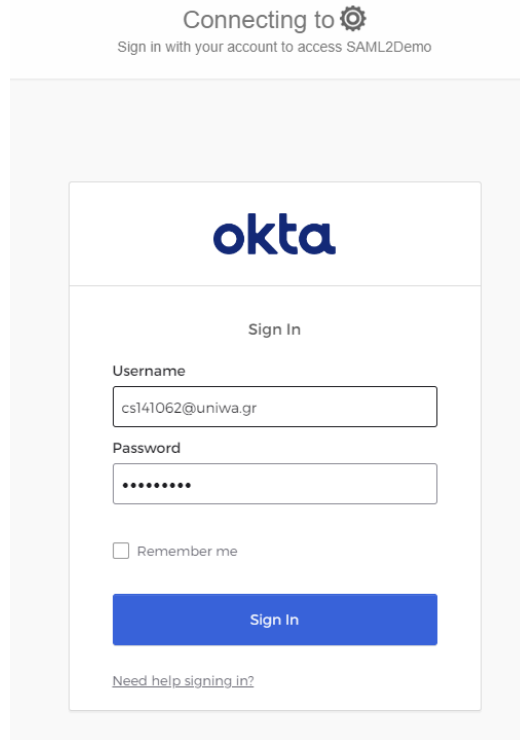 Connecting to
Sign in with your account to access SAML2Demo
okta
Sign In
Username
cs141062@uniwa.gr
Password
•••••••••
Remember me
Sign In
Need help signing in?